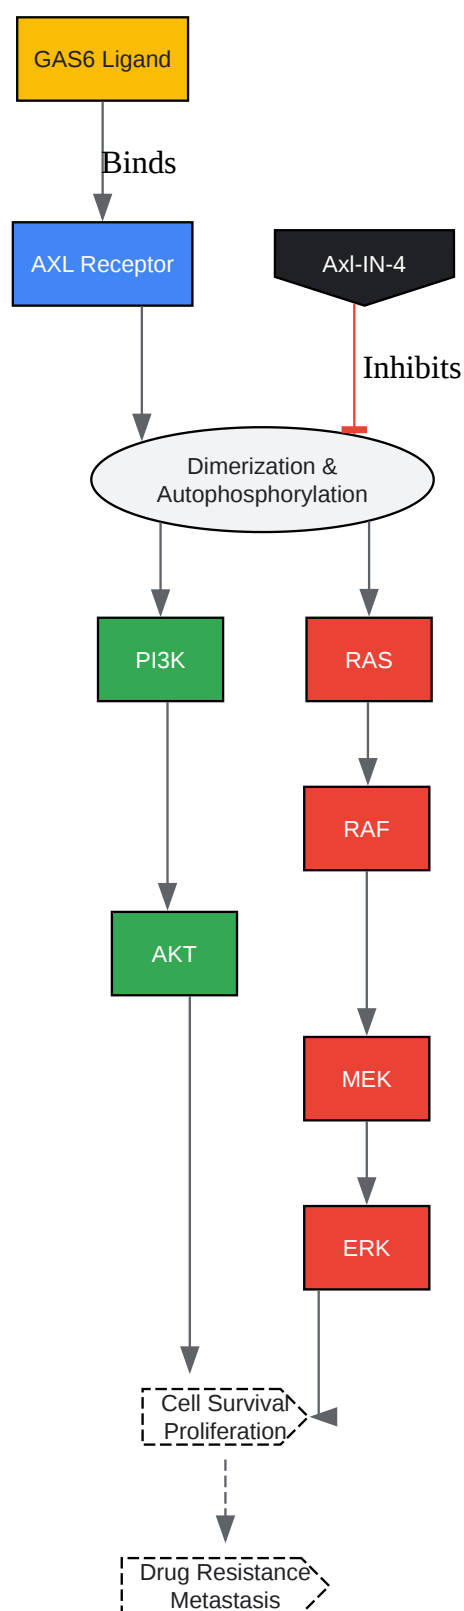 GAS6 Ligand
Binds
AXL Receptor
Axl-IN-4
Inhibits
Dimerization &
Autophosphorylation
PI3K
RAS
RAF
AKT
MEK
ERK
Cell Survival
Proliferation
Drug Resistance
Metastasis